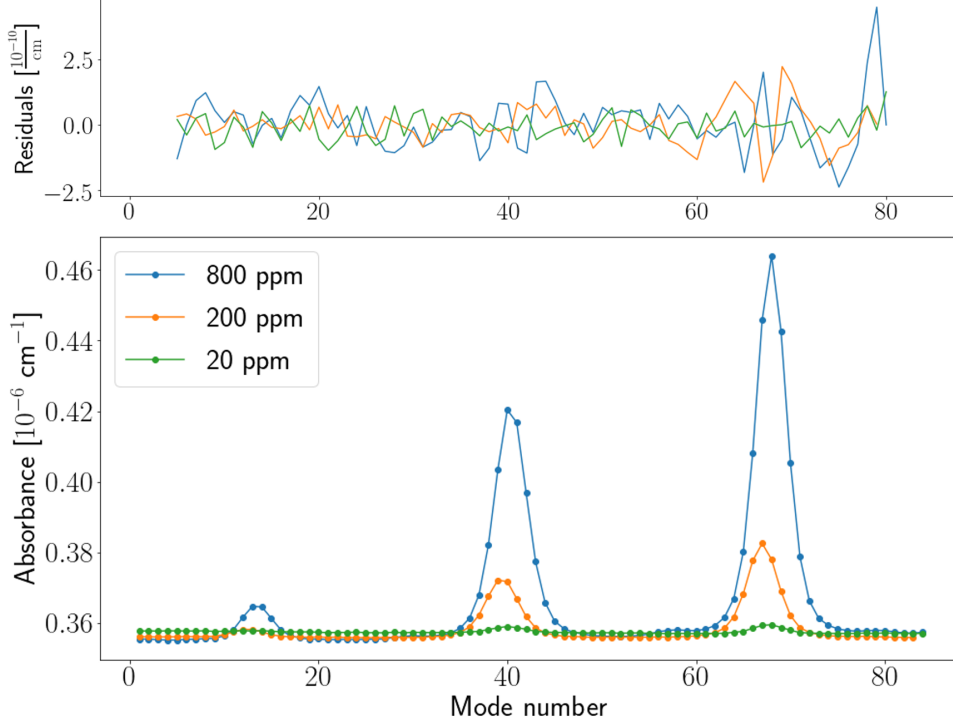 Residuals [10⁻¹⁰/cm]
2.5
0.0
−2.5
0 20 40 60 80
Absorbance [10⁻⁶ cm⁻¹]
0.46
0.44
0.42
0.40
0.38
0.36
800 ppm
200 ppm
20 ppm
0 20 40 60 80
Mode number